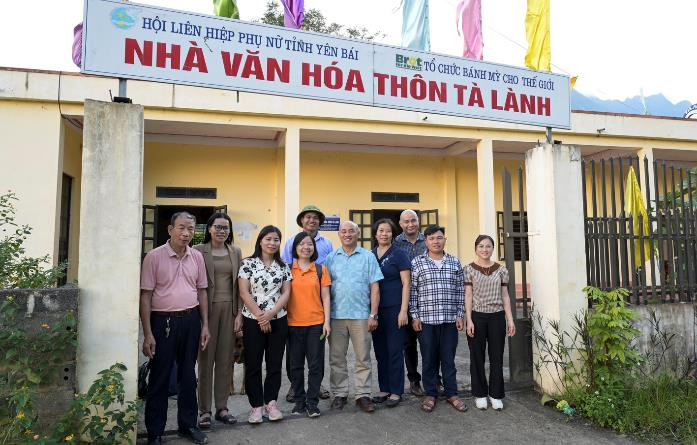 HỘI LIÊN HIỆP PHỤ NỮ TỈNH YÊN BÁI
Brot
TỔ CHỨC BÁNH MỲ CHO THẾ GIỚI
NHÀ VĂN HÓA THÔN TÀ LÀNH